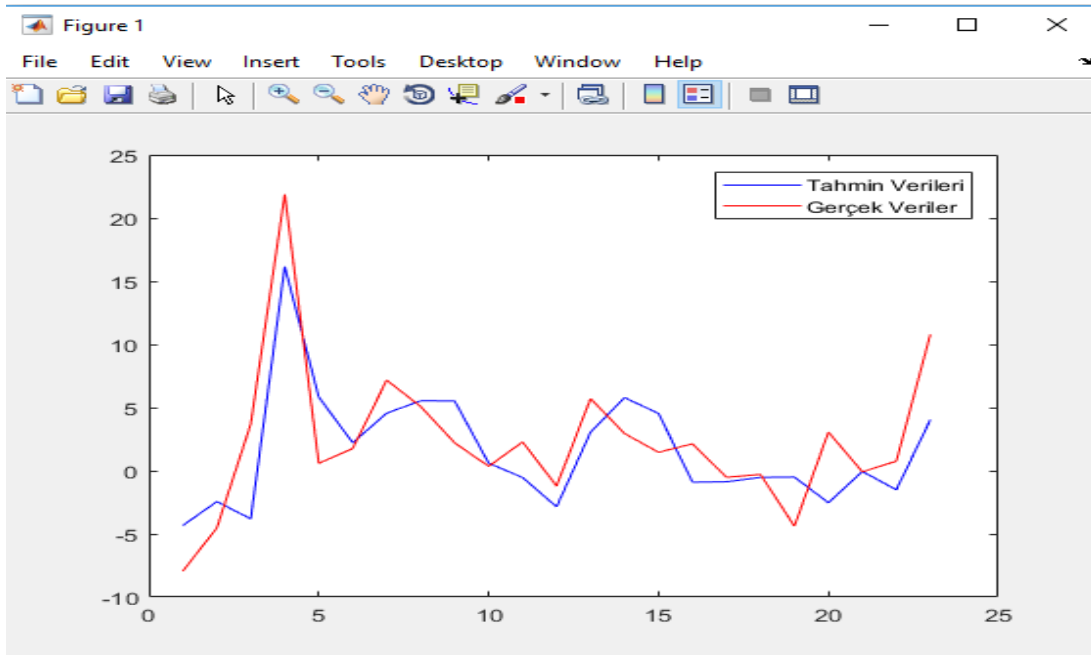 Figure 1
File Edit View Insert Tools Desktop Window Help
25
20
15
10
5
0
-5
-10
0 5 10 15 20 25
Tahmin Verileri
Gerçek Veriler